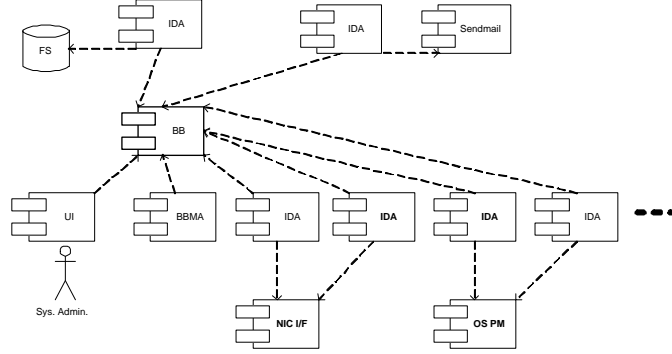 IDA
IDA
Sendmail
FS
BB
UI
BBMA
IDA
IDA
IDA
IDA
Sys. Admin.
NIC I/F
OS PM